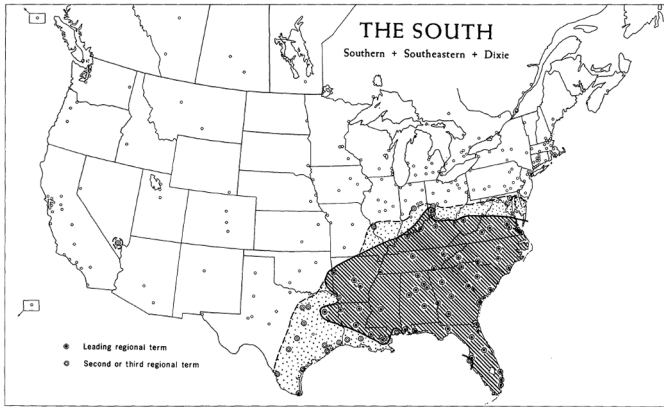 THE SOUTH
Southern + Southeastern + Dixie
Leading regional term
Second or third regional term